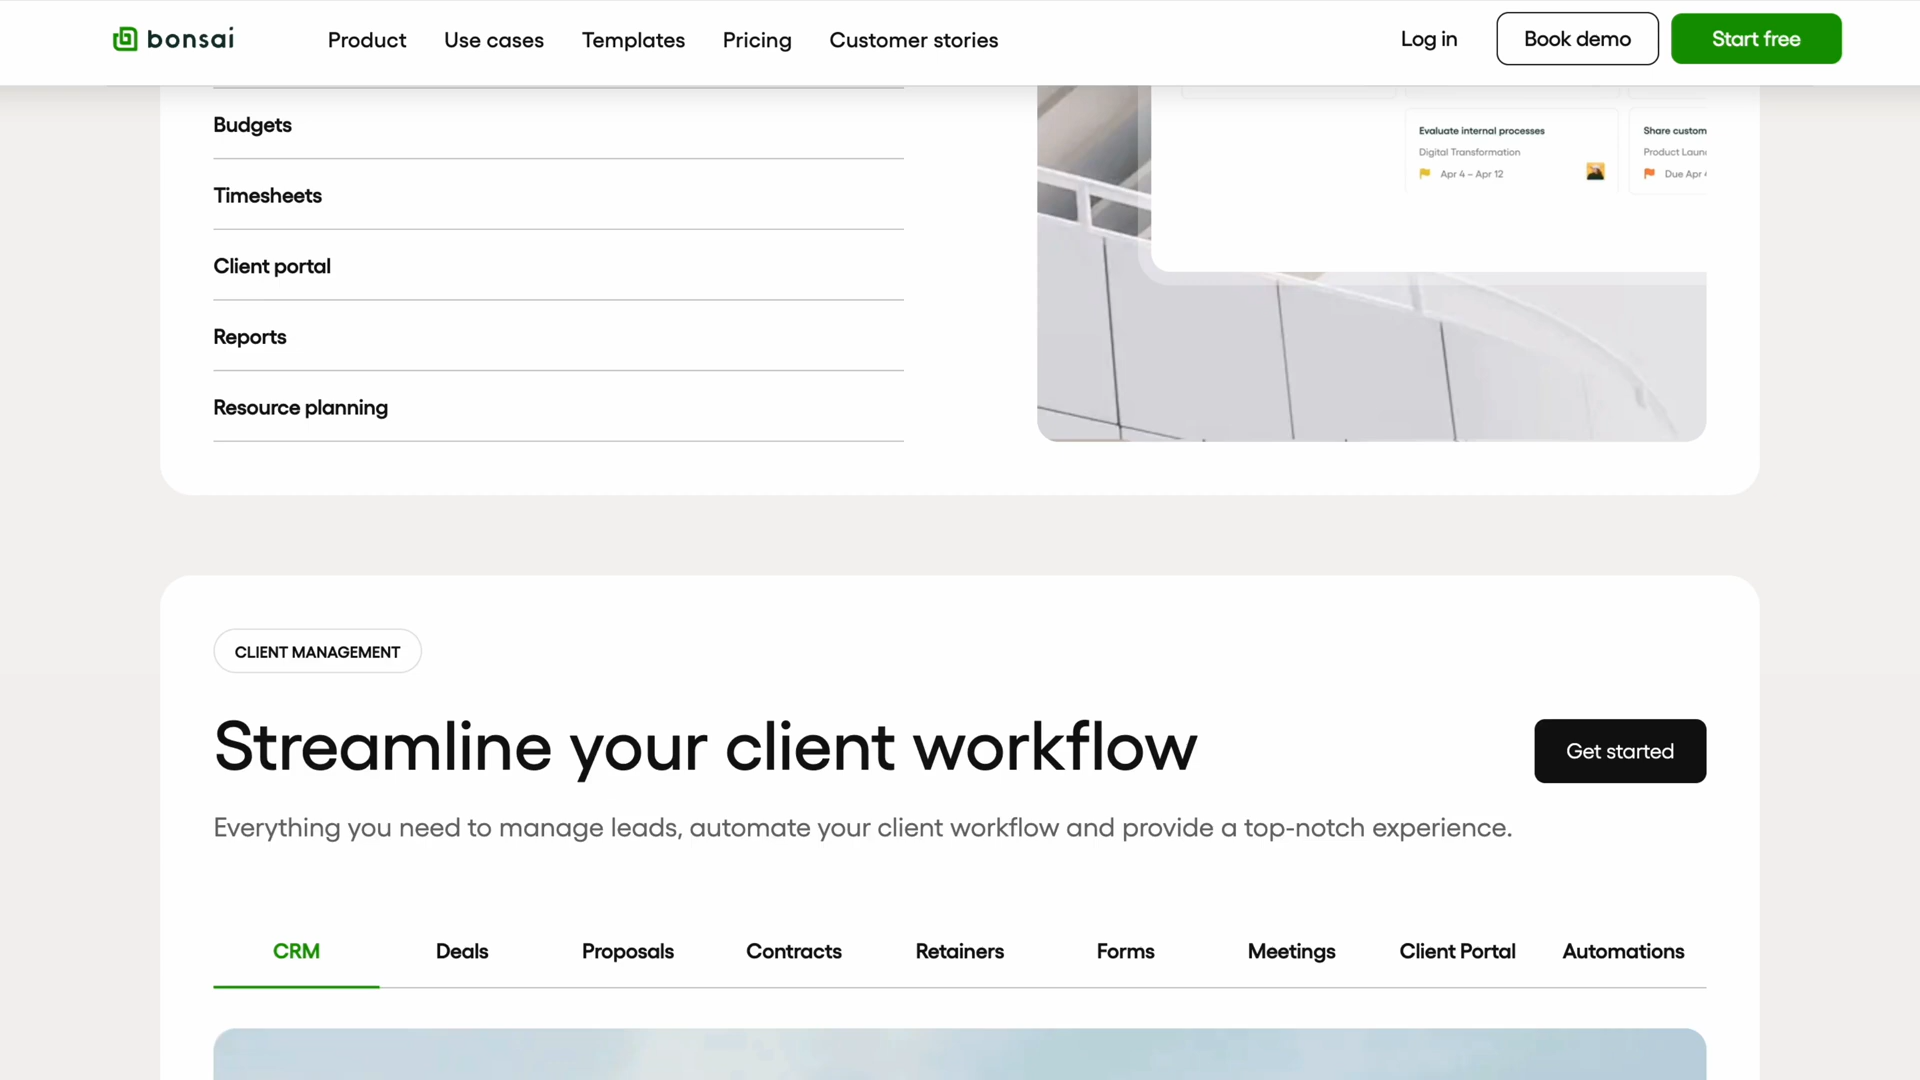 bonsai
Product Use cases Templates Pricing Customer stories
Log in Book demo Start free
Budgets
Timesheets
Client portal
Reports
Resource planning
Evaluate internal processes
Digital Transformation
Apr 4 – Apr 12
Share custom
Product
Due Apr
CLIENT MANAGEMENT
Streamline your client workflow
Get started
Everything you need to manage leads, automate your client workflow and provide a top-notch experience.
CRM Deals Proposals Contracts Retainers Forms Meetings Client Portal Automations